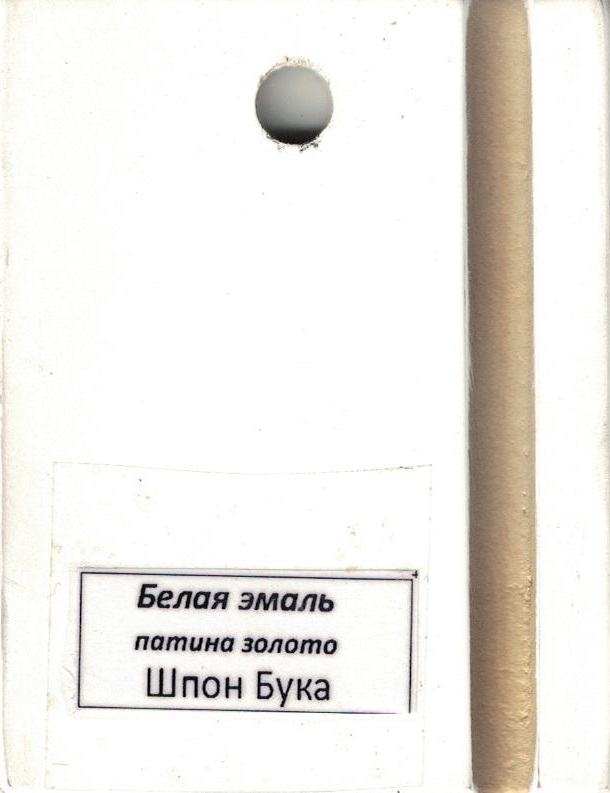 Белая эмаль
патина золото
Шпон Бука